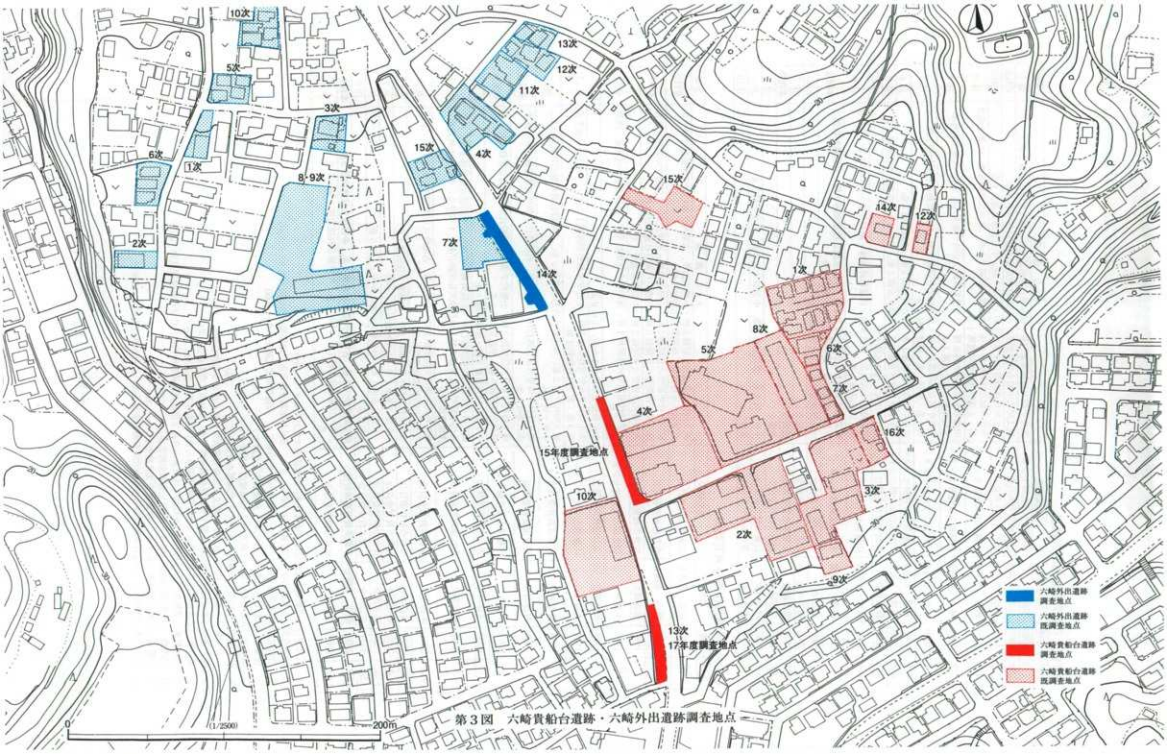 10次
5次
3次
1次
6次
8・9次
2次
15次
7次
14次
13次
12次
11次
4次
15次
14次
12次
1次
8次
5次
6次
7次
4次
15年度調査地点
16次
3次
2次
10次
9次
13次
17年度調査地点
30
30
六崎外出遺跡
調査地点
六崎外出遺跡
既調査地点
六崎貴船台遺跡
調査地点
六崎貴船台遺跡
既調査地点
0
(1/2500)
200m
第3図 六崎貴船台遺跡・六崎外出遺跡調査地点